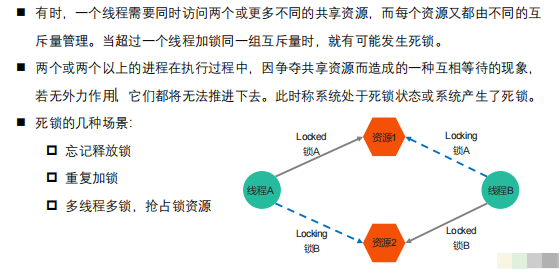 有时，一个线程需要同时访问两个或更多不同的共享资源，而每个资源又都由不同的互
斥量管理。当超过一个线程加锁同一组互斥量时，就有可能发生死锁。
两个或两个以上的进程在执行过程中，因争夺共享资源而造成的一种互相等待的现象，
若无外力作用，它们都将无法推进下去。此时称系统处于死锁状态或系统产生了死锁。
死锁的几种场景：
忘记释放锁
重复加锁
多线程多锁，抢占锁资源
Locked
锁A
资源1
Locking
锁A
线程A
线程B
Locking
锁B
资源2
Locked
锁B